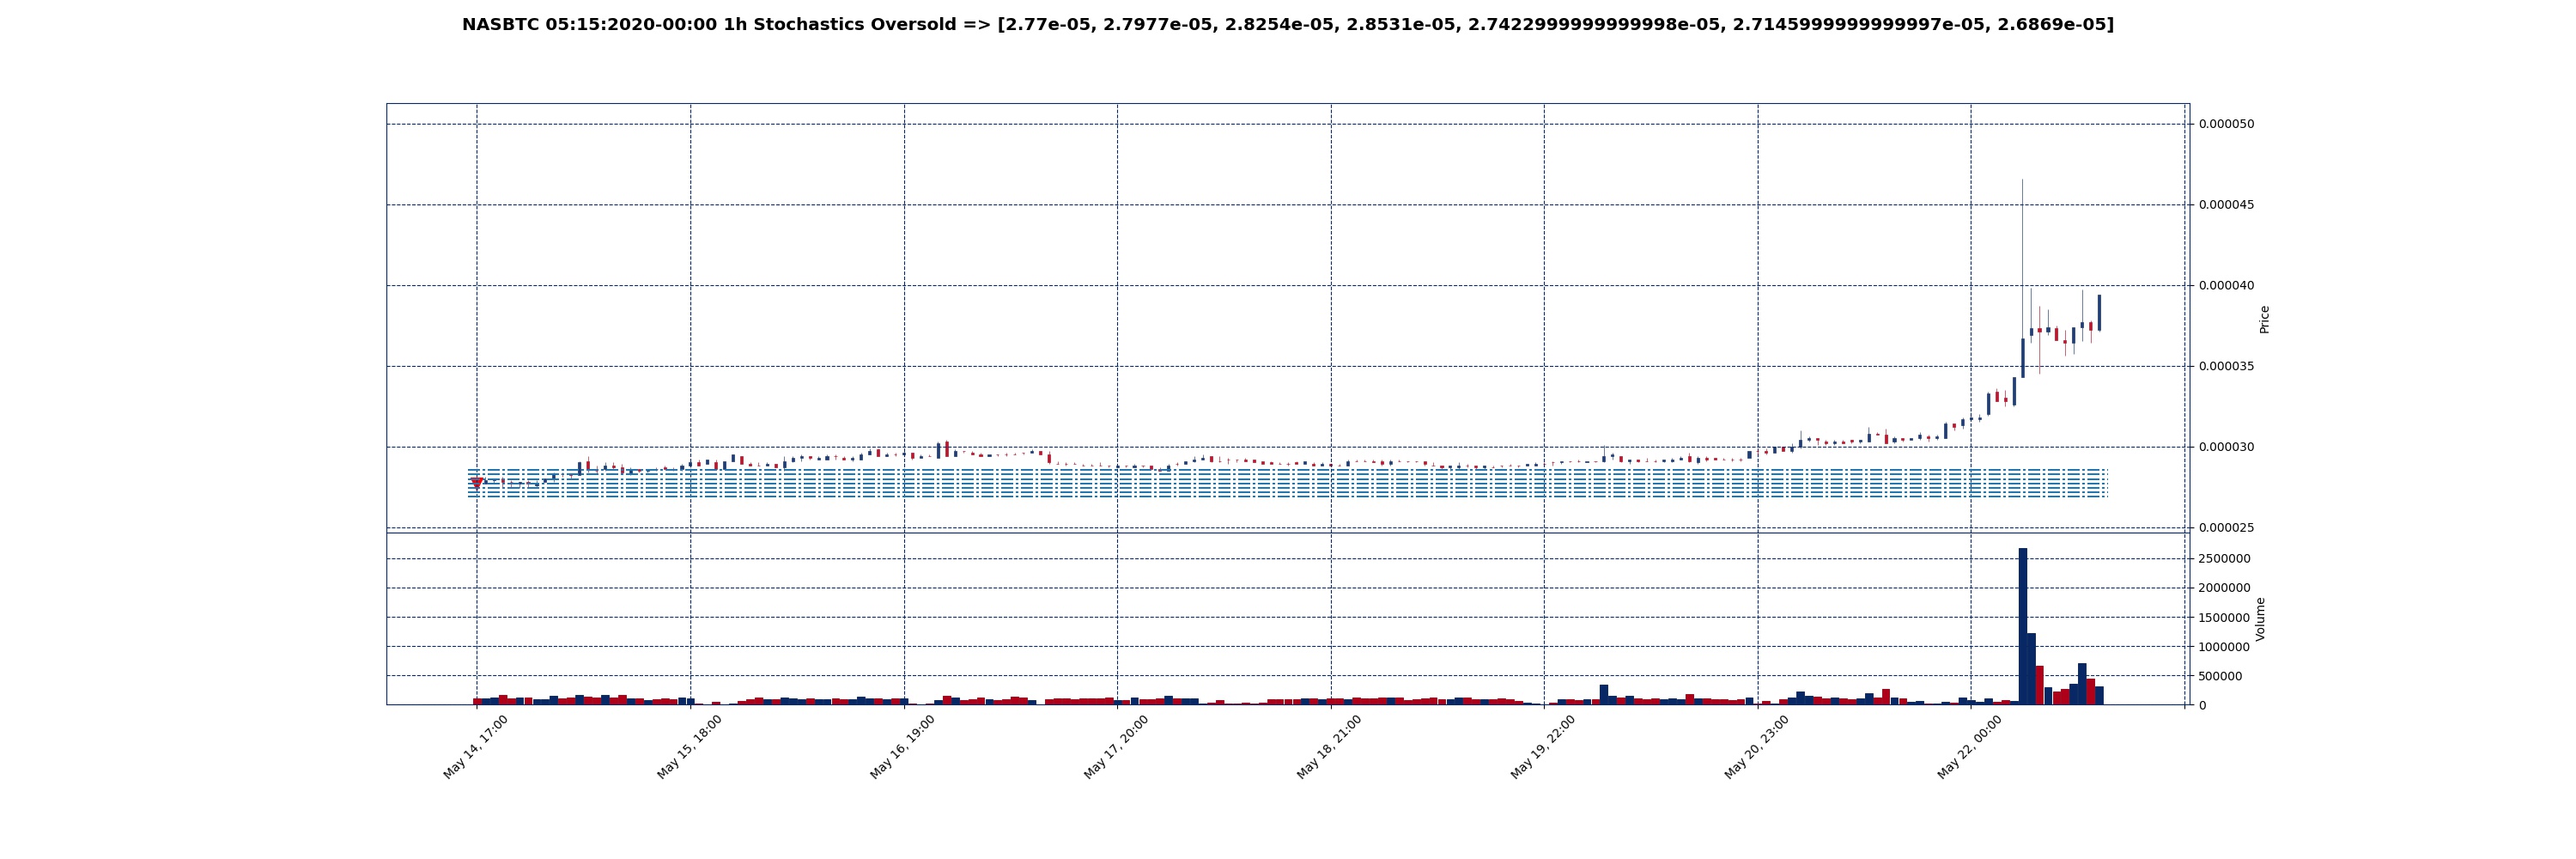 NASBTC 05:15:2020-00:00 1h Stochastics Oversold => [2.77e-05, 2.7977e-05, 2.8254e-05, 2.8531e-05, 2.7422999999999998e-05, 2.7145999999999997e-05, 2.6869e-05]
0.000050
0.000045
0.000040
Price
0.000035
0.000030
0.000025
2500000
2000000
Volume
1500000
1000000
500000
0
May 14, 17:00
May 15, 18:00
May 16, 19:00
May 17, 20:00
May 18, 21:00
May 19, 22:00
May 20, 23:00
May 22, 00:00